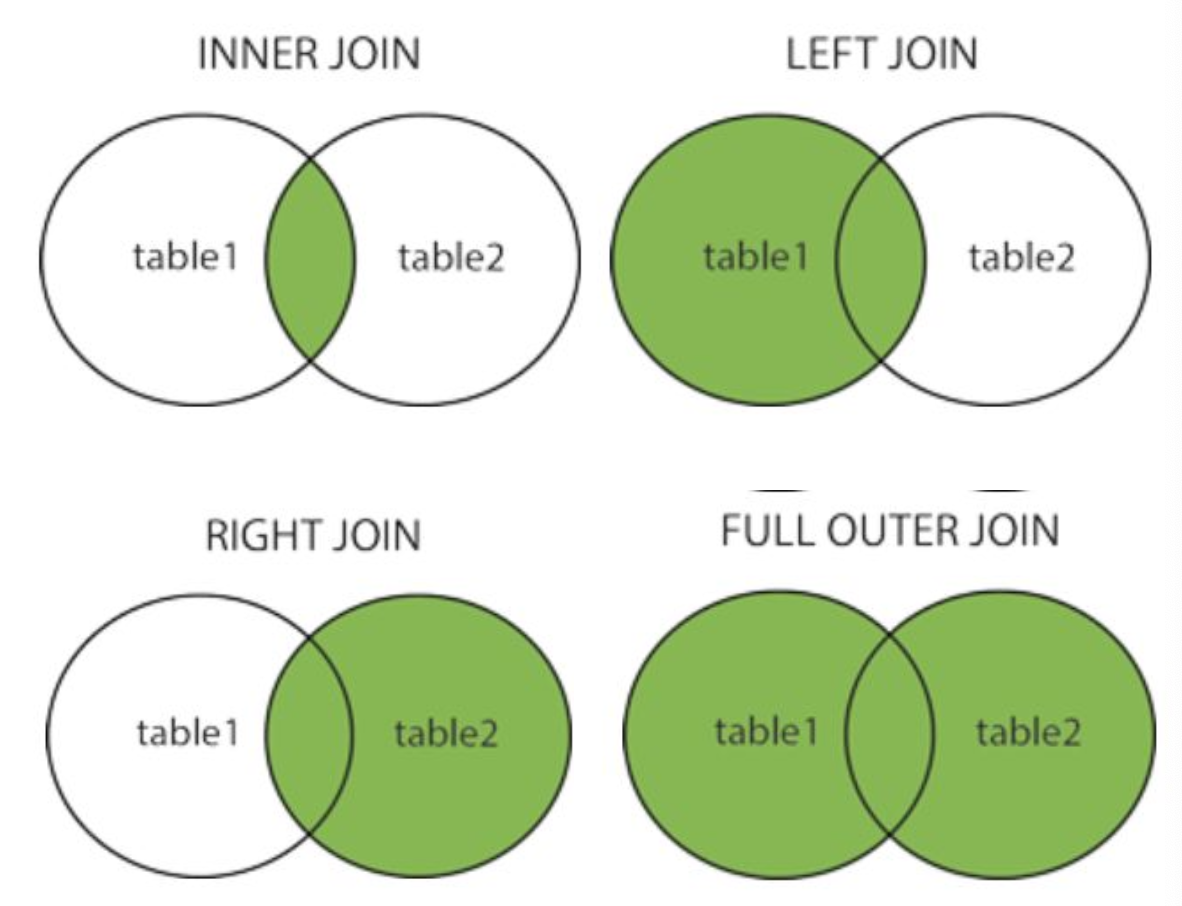 INNER JOIN
LEFT JOIN
table1
table2
table1
table2
RIGHT JOIN
FULL OUTER JOIN
table1
table2
table1
table2